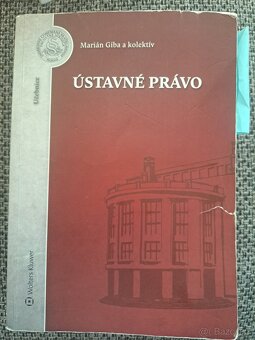 Marián Giba a kolektív
ÚSTAVNÉ PRÁVO
Učebnice
Wolters Kluwer